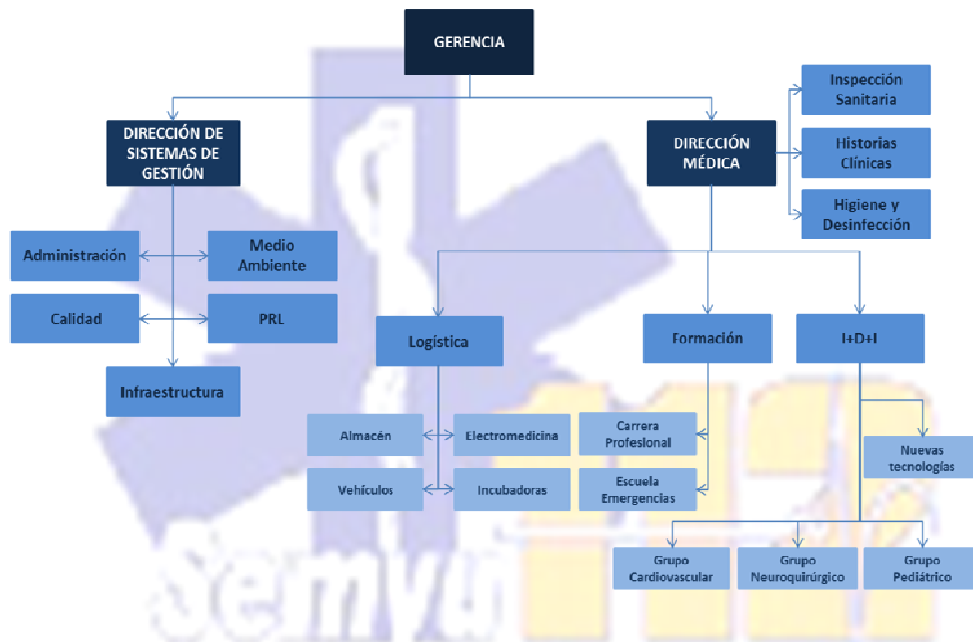 GERENCIA
DIRECCIÓN DE
SISTEMAS DE
GESTIÓN
DIRECCIÓN
MÉDICA
Inspección
Sanitaria
Historias
Clínicas
Higiene y
Desinfección
Administración
Medio
Ambiente
Calidad
PRL
Infraestructura
Logística
Formación
I+D+I
Almacén
Electromedicina
Vehículos
Incubadoras
Carrera
Profesional
Escuela
Emergencias
Nuevas
tecnologías
Grupo
Cardiovascular
Grupo
Neuroquirúrgico
Grupo
Pediátrico
Semyu
112